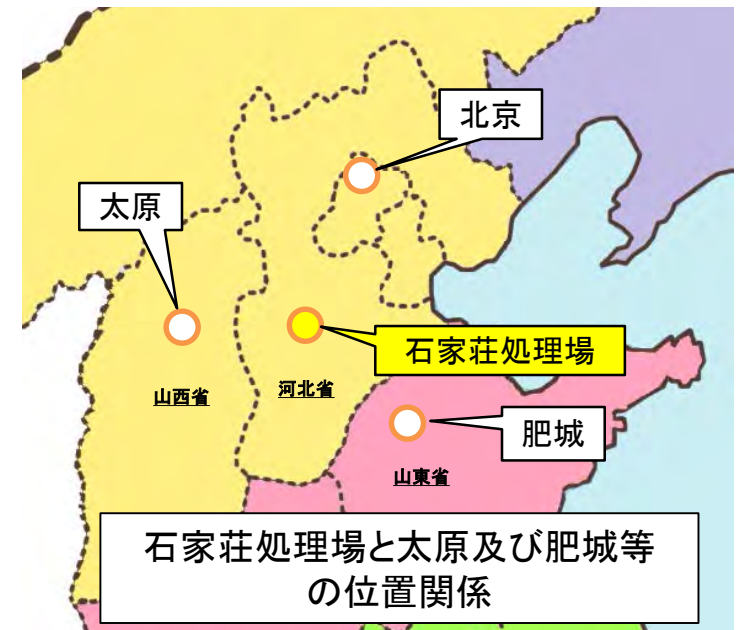 北京
太原
石家荘処理場
山西省
河北省
肥城
山東省
石家荘処理場と太原及び肥城等
の位置関係